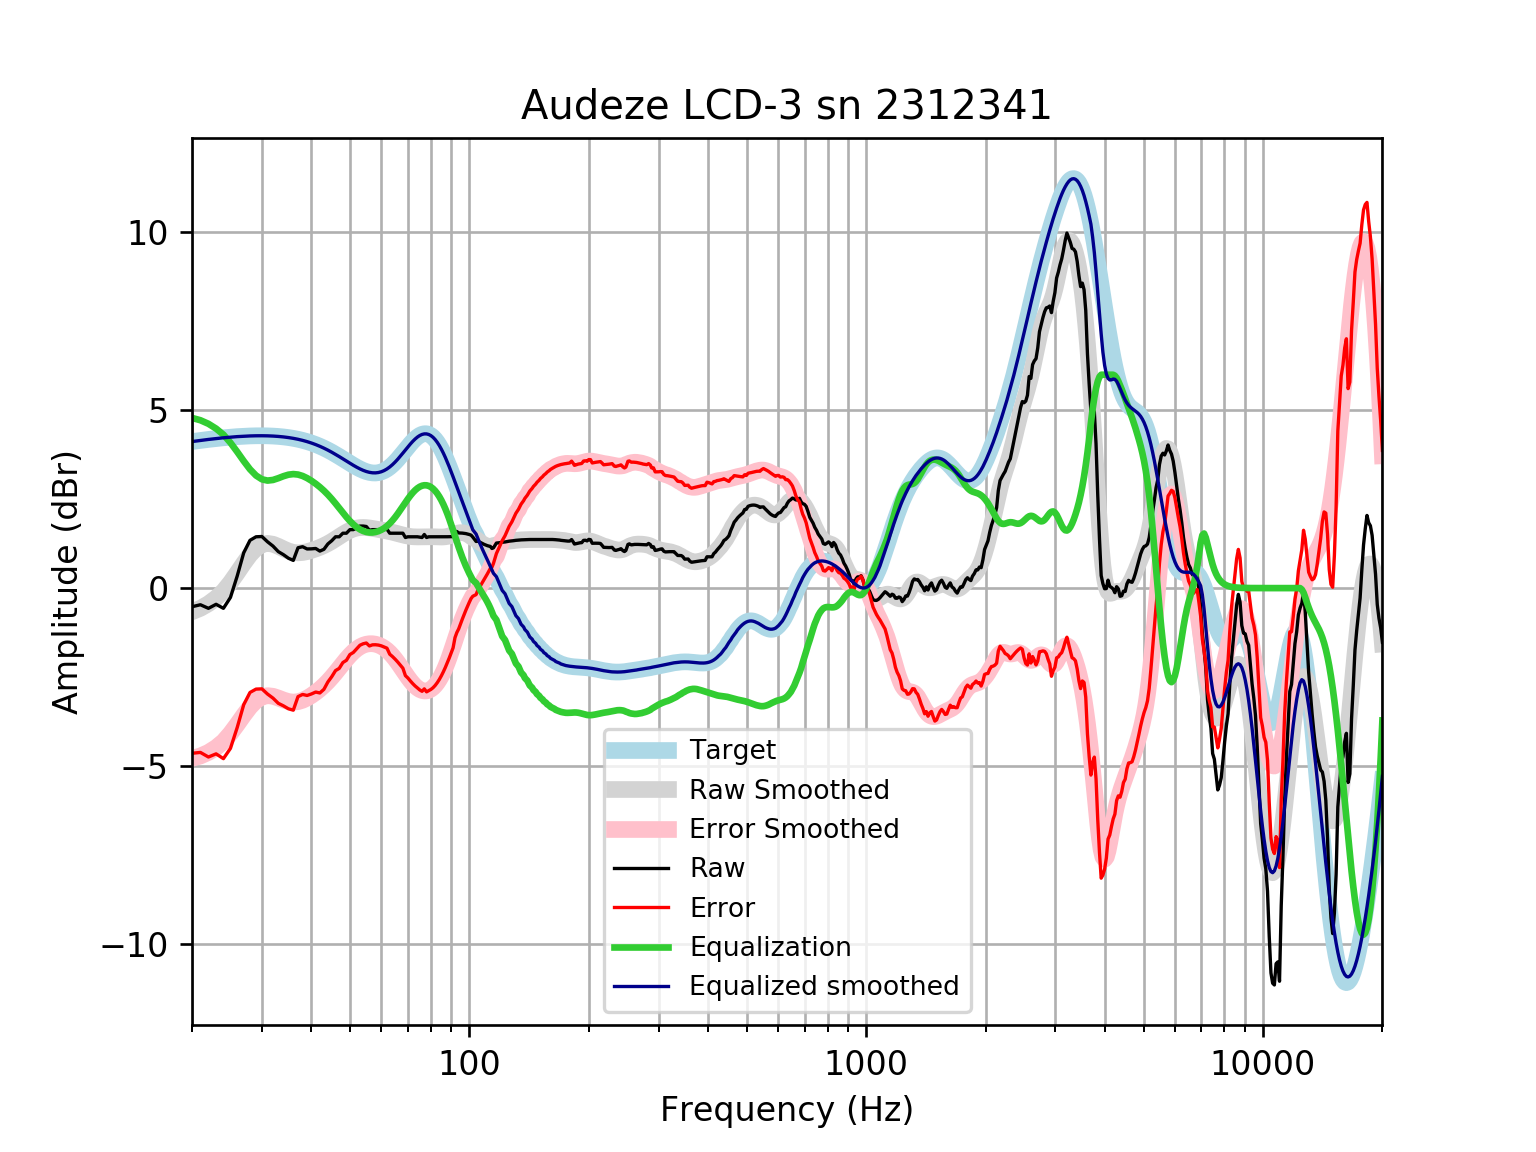 Audeze LCD-3 sn 2312341
Amplitude (dBr)
10
5
0
−5
−10
Target
Raw Smoothed
Error Smoothed
Raw
Error
Equalization
Equalized smoothed
100
1000
10000
Frequency (Hz)